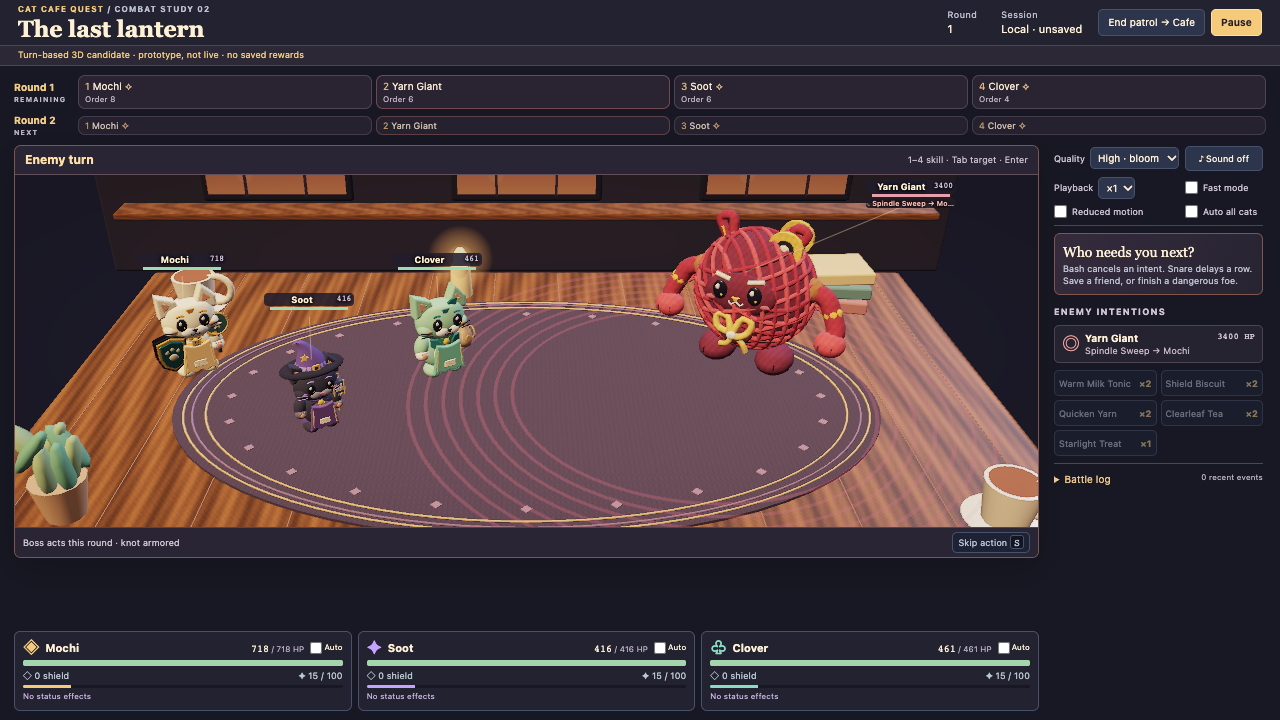 CAT CAFE QUEST / COMBAT STUDY 02
The last lantern
Round
1
Session
Local · unsaved
End patrol → Cafe
Pause
Turn-based 3D candidate · prototype, not live · no saved rewards
Round 1
REMAINING
1 Mochi ✧
Order 8
2 Yarn Giant
Order 6
3 Soot ✧
Order 6
4 Clover ✧
Order 4
Round 2
NEXT
1 Mochi ✧
2 Yarn Giant
3 Soot ✧
4 Clover ✧
Enemy turn
1–4 skill · Tab target · Enter
Yarn Giant 3400
Spindle Sweep → Mo...
Mochi 718
Clover 461
Soot 416
Boss acts this round · knot armored
Skip action S
Quality High · bloom
♪ Sound off
Playback x1
Fast mode
Reduced motion
Auto all cats
Who needs you next?
Bash cancels an intent. Snare delays a row.
Save a friend, or finish a dangerous foe.
ENEMY INTENTIONS
Yarn Giant 3400 HP
Spindle Sweep → Mochi
Warm Milk Tonic ×2
Shield Biscuit ×2
Quicken Yarn ×2
Clearleaf Tea ×2
Starlight Treat ×1
▶ Battle log
0 recent events
Mochi 718 / 718 HP Auto
◇ 0 shield ✦ 15 / 100
No status effects
Soot 416 / 416 HP Auto
◇ 0 shield ✦ 15 / 100
No status effects
Clover 461 / 461 HP Auto
◇ 0 shield ✦ 15 / 100
No status effects